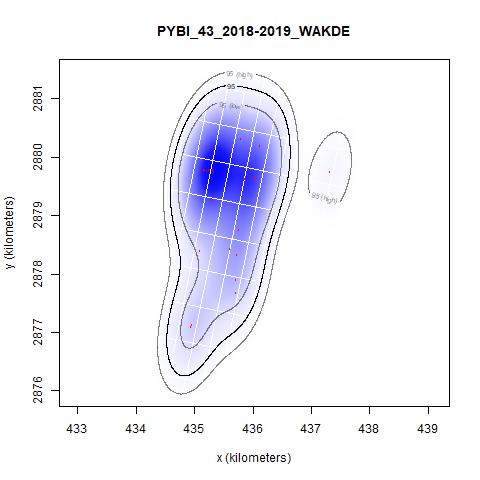 PYBI_43_2018-2019_WAKDE
95 (high)
95
95 (low)
95 (high)
y (kilometers)
2881
2880
2879
2878
2877
2876
433 434 435 436 437 438 439
x (kilometers)